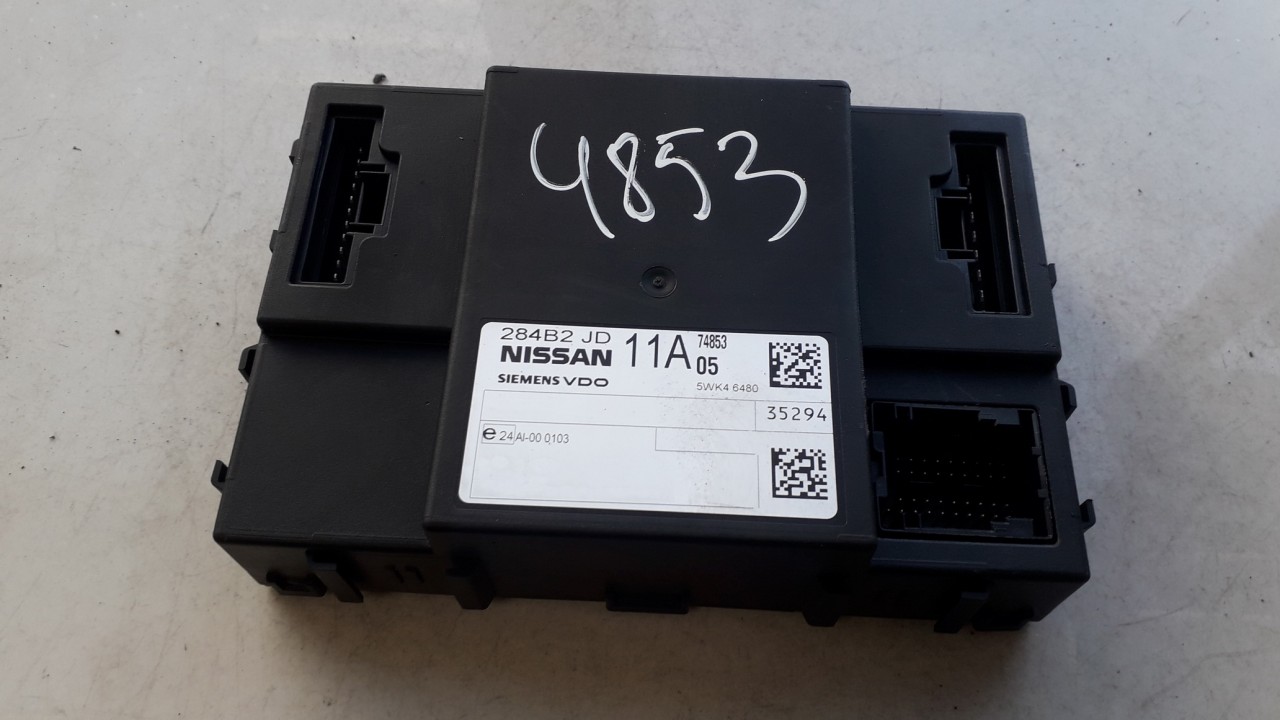 4853
284B2 JD
NISSAN
11A
74853
05
SIEMENS VDO
5WK4 6480
35294
e 24 AI-00 0103